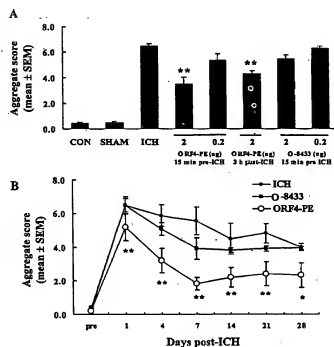 A
Aggregate score
(mean ± SEM)
8.0
6.0
4.0
2.0
0.0
**
**
CON SHAM ICH 2 0.2 2 2 0.2
ORF4-PE (ng) ORF4-PE (ng) O-8433 (ng)
15 min pre-ICH 3 h post-ICH 15 min pre ICH
B
Aggregate score
(mean ± SEM)
8.0
6.0
4.0
2.0
0.0
ICH
O-8433
ORF4-PE
** ** ** ** ** *
pre 1 4 7 14 21 28
Days post-ICH